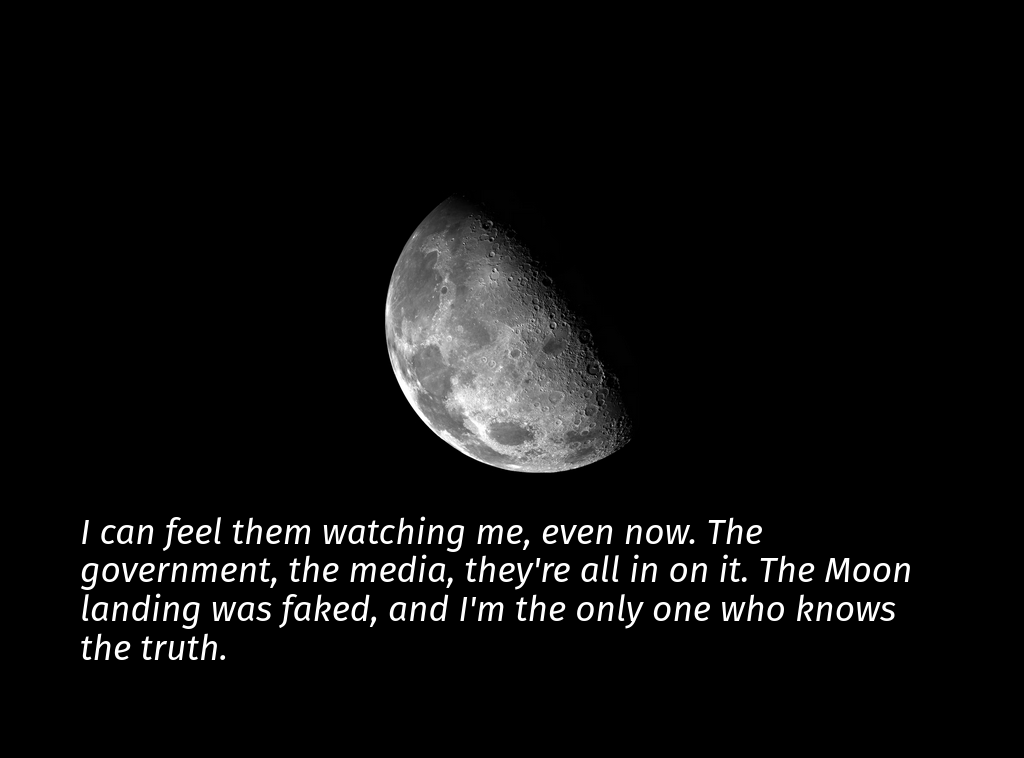 I can feel them watching me, even now. The
government, the media, they're all in on it. The Moon
landing was faked, and I'm the only one who knows
the truth.